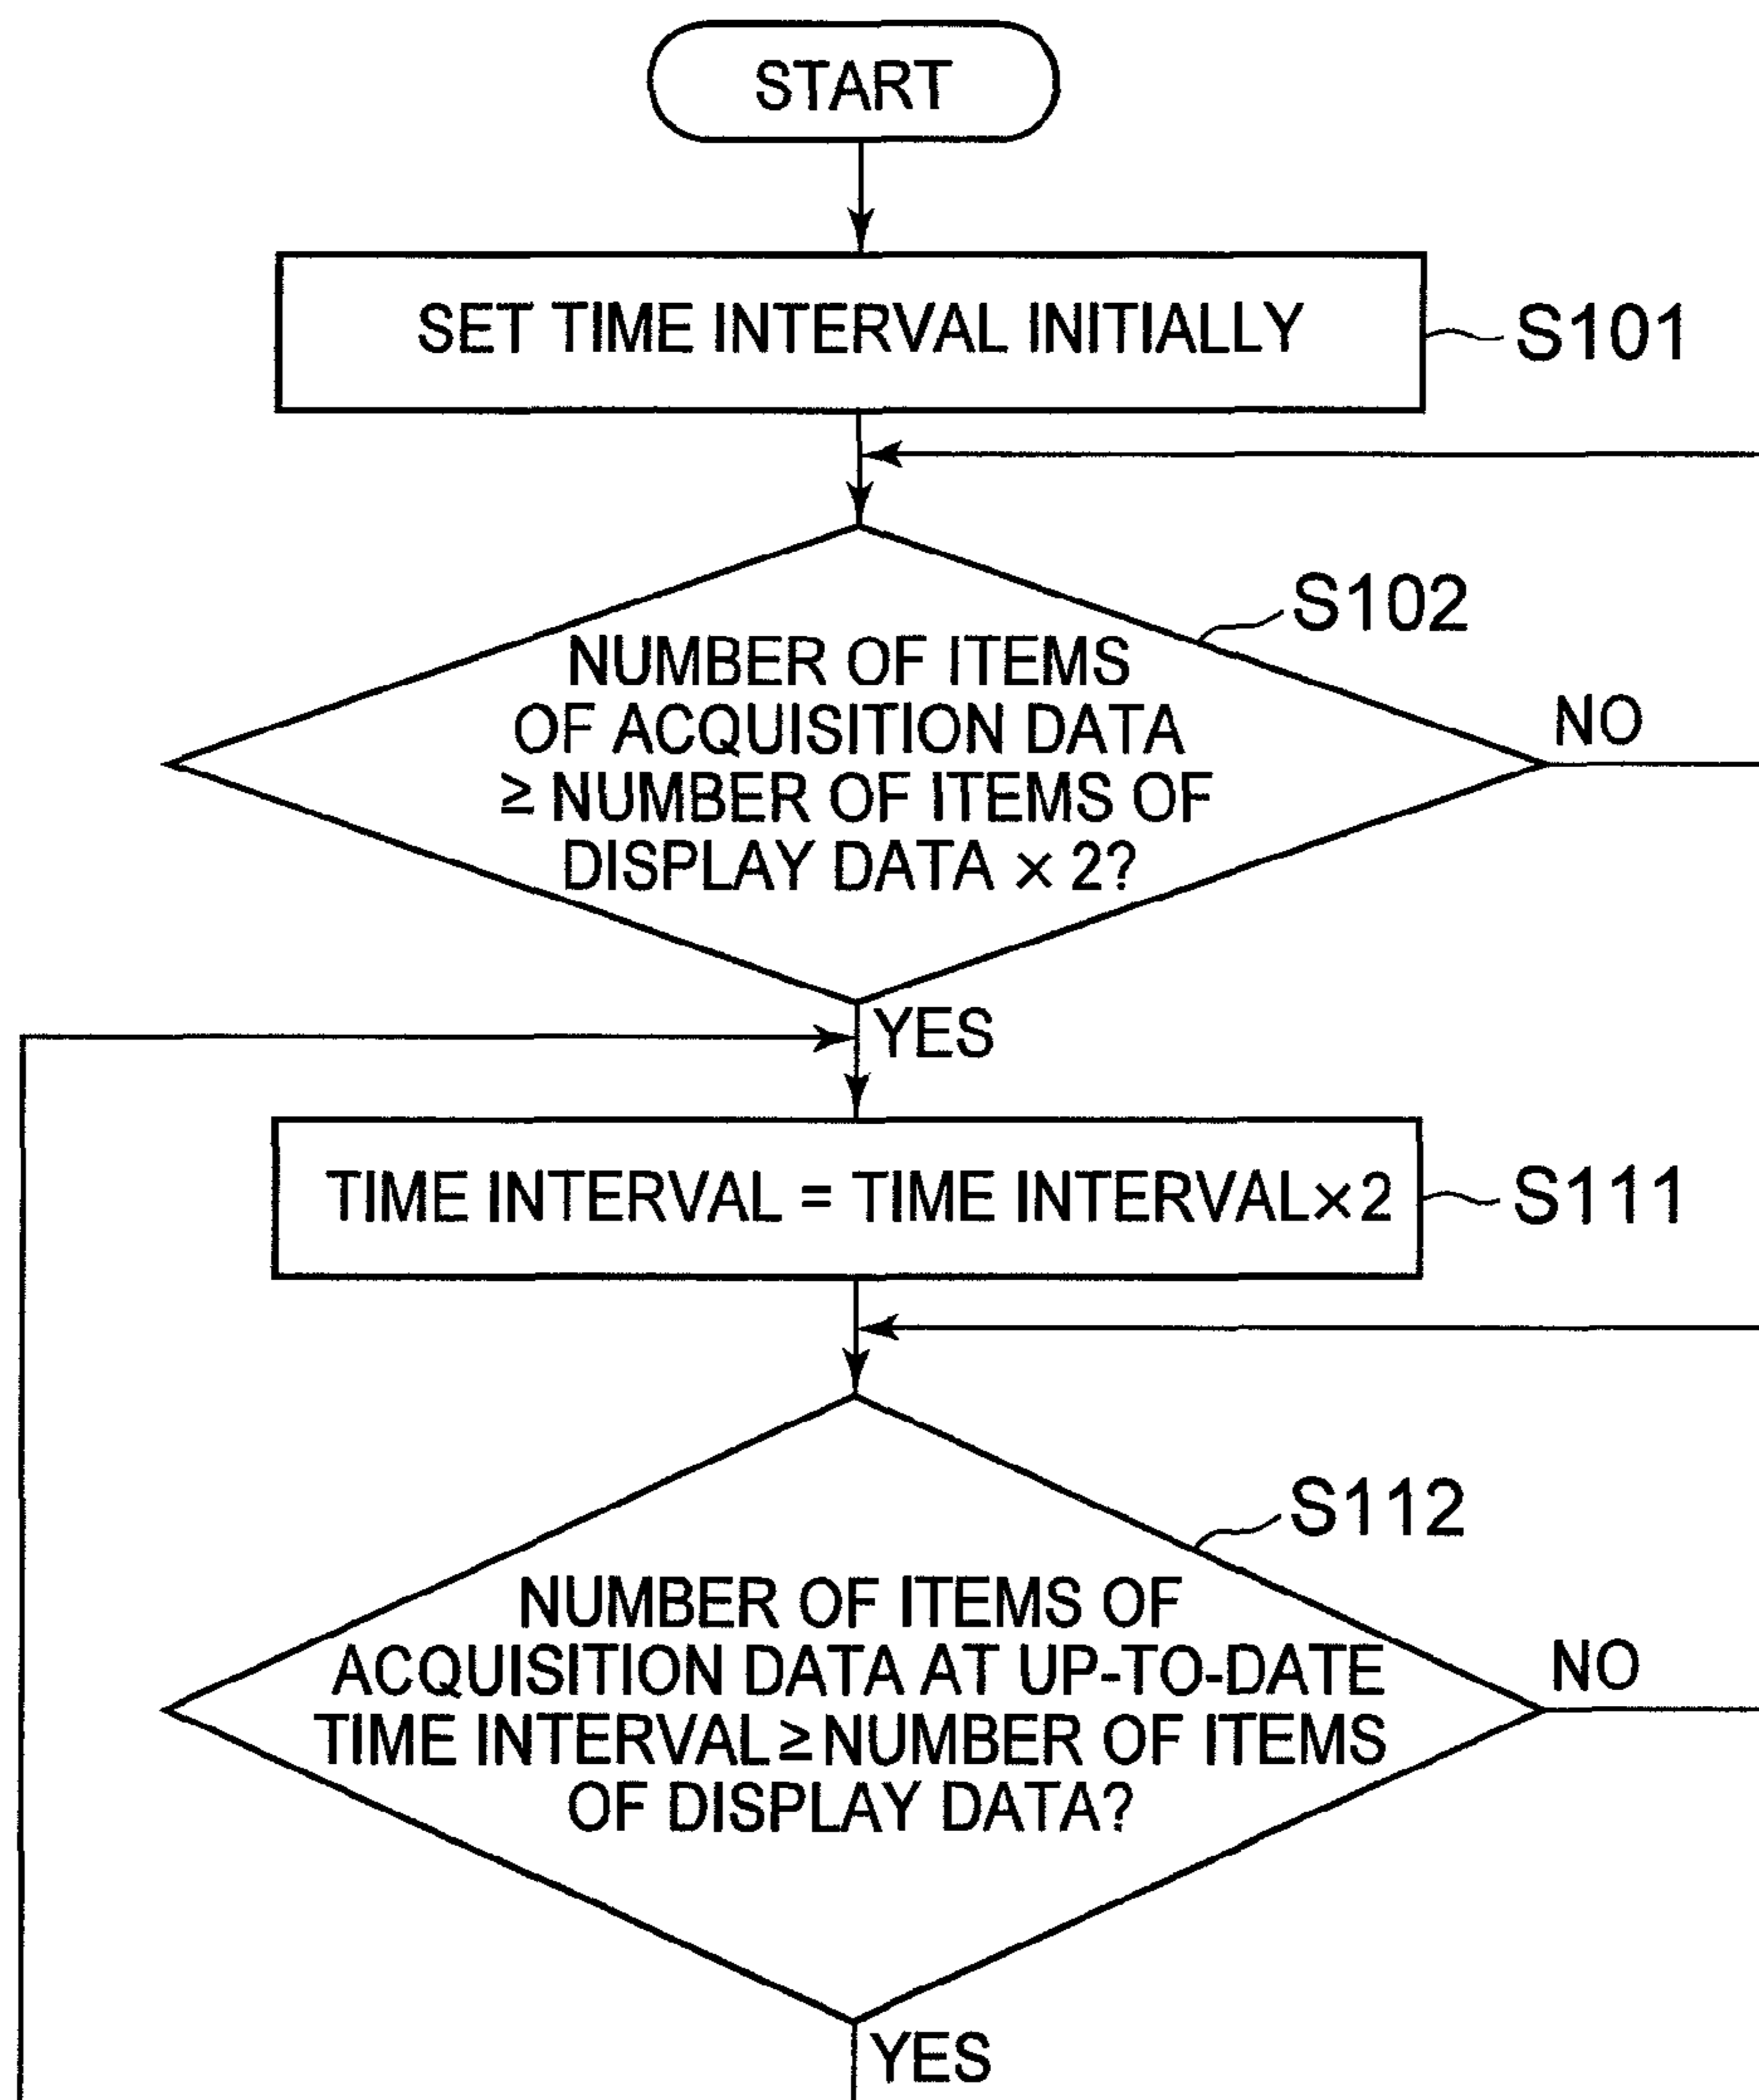 START
SET TIME INTERVAL INITIALLY
S101
S102
NUMBER OF ITEMS
OF ACQUISITION DATA
≥ NUMBER OF ITEMS OF
DISPLAY DATA × 2?
NO
YES
TIME INTERVAL = TIME INTERVAL×2
S111
S112
NUMBER OF ITEMS OF
ACQUISITION DATA AT UP-TO-DATE
TIME INTERVAL≥NUMBER OF ITEMS
OF DISPLAY DATA?
NO
YES